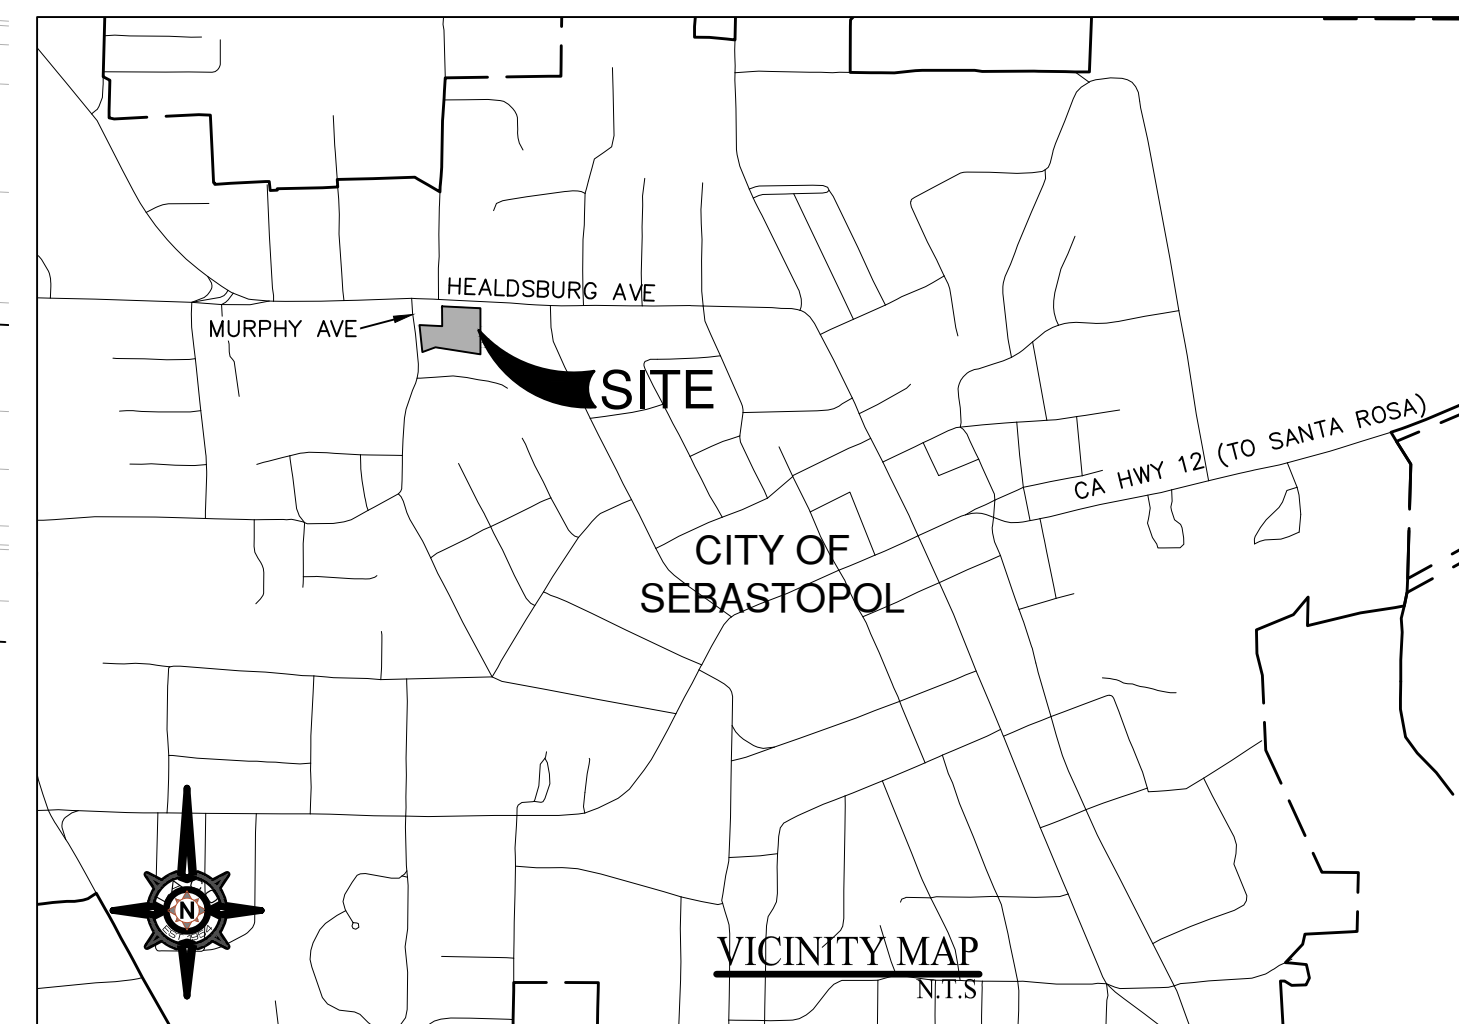 HEALDSBURG AVE
MURPHY AVE
SITE
CA HWY 12 (TO SANTA ROSA)
CITY OF
SEBASTOPOL
N
VICINITY MAP
N.T.S